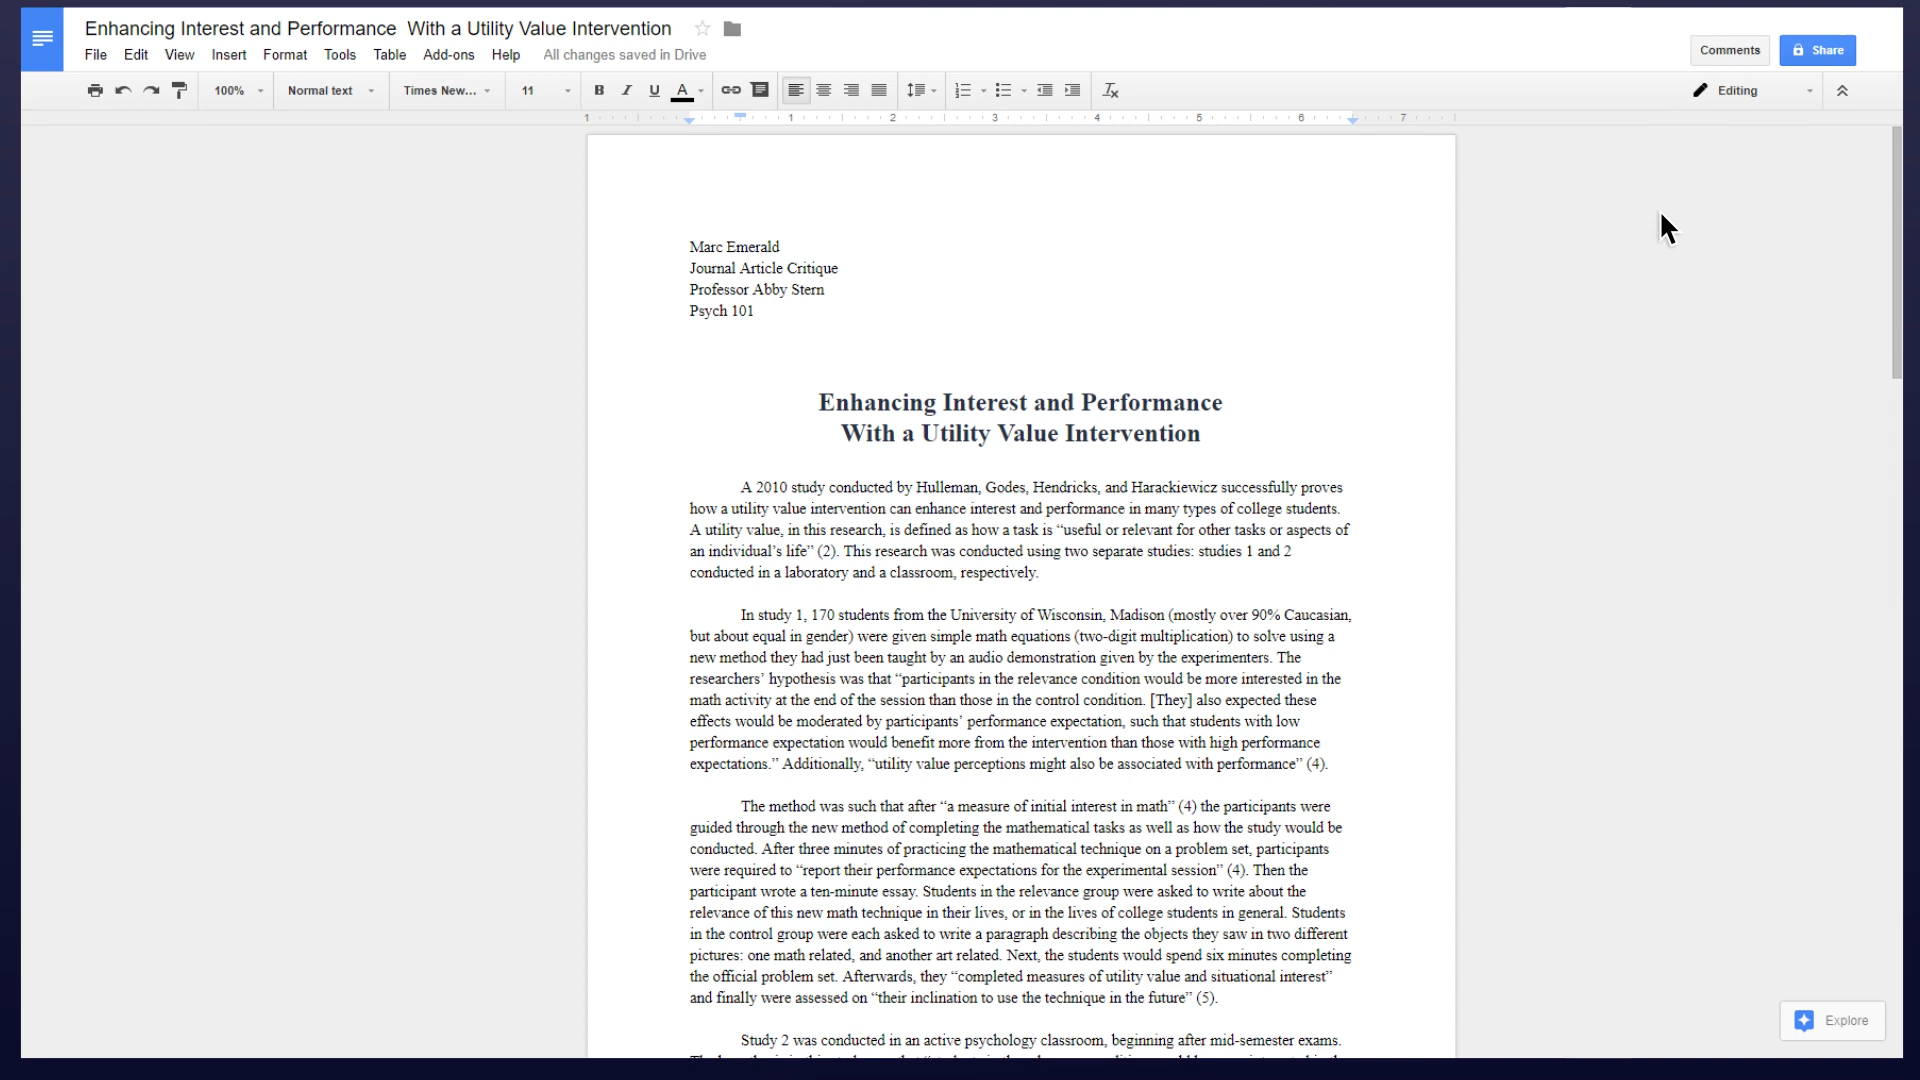 Enhancing Interest and Performance With a Utility Value Intervention
File Edit View Insert Format Tools Table Add-ons Help All changes saved in Drive
Comments Share
100% Normal text Times New... 11 B I U A Editing
1 1 2 3 4 5 6 7
Marc Emerald
Journal Article Critique
Professor Abby Stern
Psych 101
Enhancing Interest and Performance
With a Utility Value Intervention
A 2010 study conducted by Hulleman, Godes, Hendricks, and Harackiewicz successfully proves
how a utility value intervention can enhance interest and performance in many types of college students.
A utility value, in this research, is defined as how a task is “useful or relevant for other tasks or aspects of
an individual’s life” (2). This research was conducted using two separate studies: studies 1 and 2
conducted in a laboratory and a classroom, respectively.
In study 1, 170 students from the University of Wisconsin, Madison (mostly over 90% Caucasian,
but about equal in gender) were given simple math equations (two-digit multiplication) to solve using a
new method they had just been taught by an audio demonstration given by the experimenters. The
researchers’ hypothesis was that “participants in the relevance condition would be more interested in the
math activity at the end of the session than those in the control condition. [They] also expected these
effects would be moderated by participants’ performance expectation, such that students with low
performance expectation would benefit more from the intervention than those with high performance
expectations.” Additionally, “utility value perceptions might also be associated with performance” (4).
The method was such that after “a measure of initial interest in math” (4) the participants were
guided through the new method of completing the mathematical tasks as well as how the study would be
conducted. After three minutes of practicing the mathematical technique on a problem set, participants
were required to “report their performance expectations for the experimental session” (4). Then the
participant wrote a ten-minute essay. Students in the relevance group were asked to write about the
relevance of this new math technique in their lives, or in the lives of college students in general. Students
in the control group were each asked to write a paragraph describing the objects they saw in two different
pictures: one math related, and another art related. Next, the students would spend six minutes completing
the official problem set. Afterwards, they “completed measures of utility value and situational interest”
and finally were assessed on “their inclination to use the technique in the future” (5).
Study 2 was conducted in an active psychology classroom, beginning after mid-semester exams.
Explore